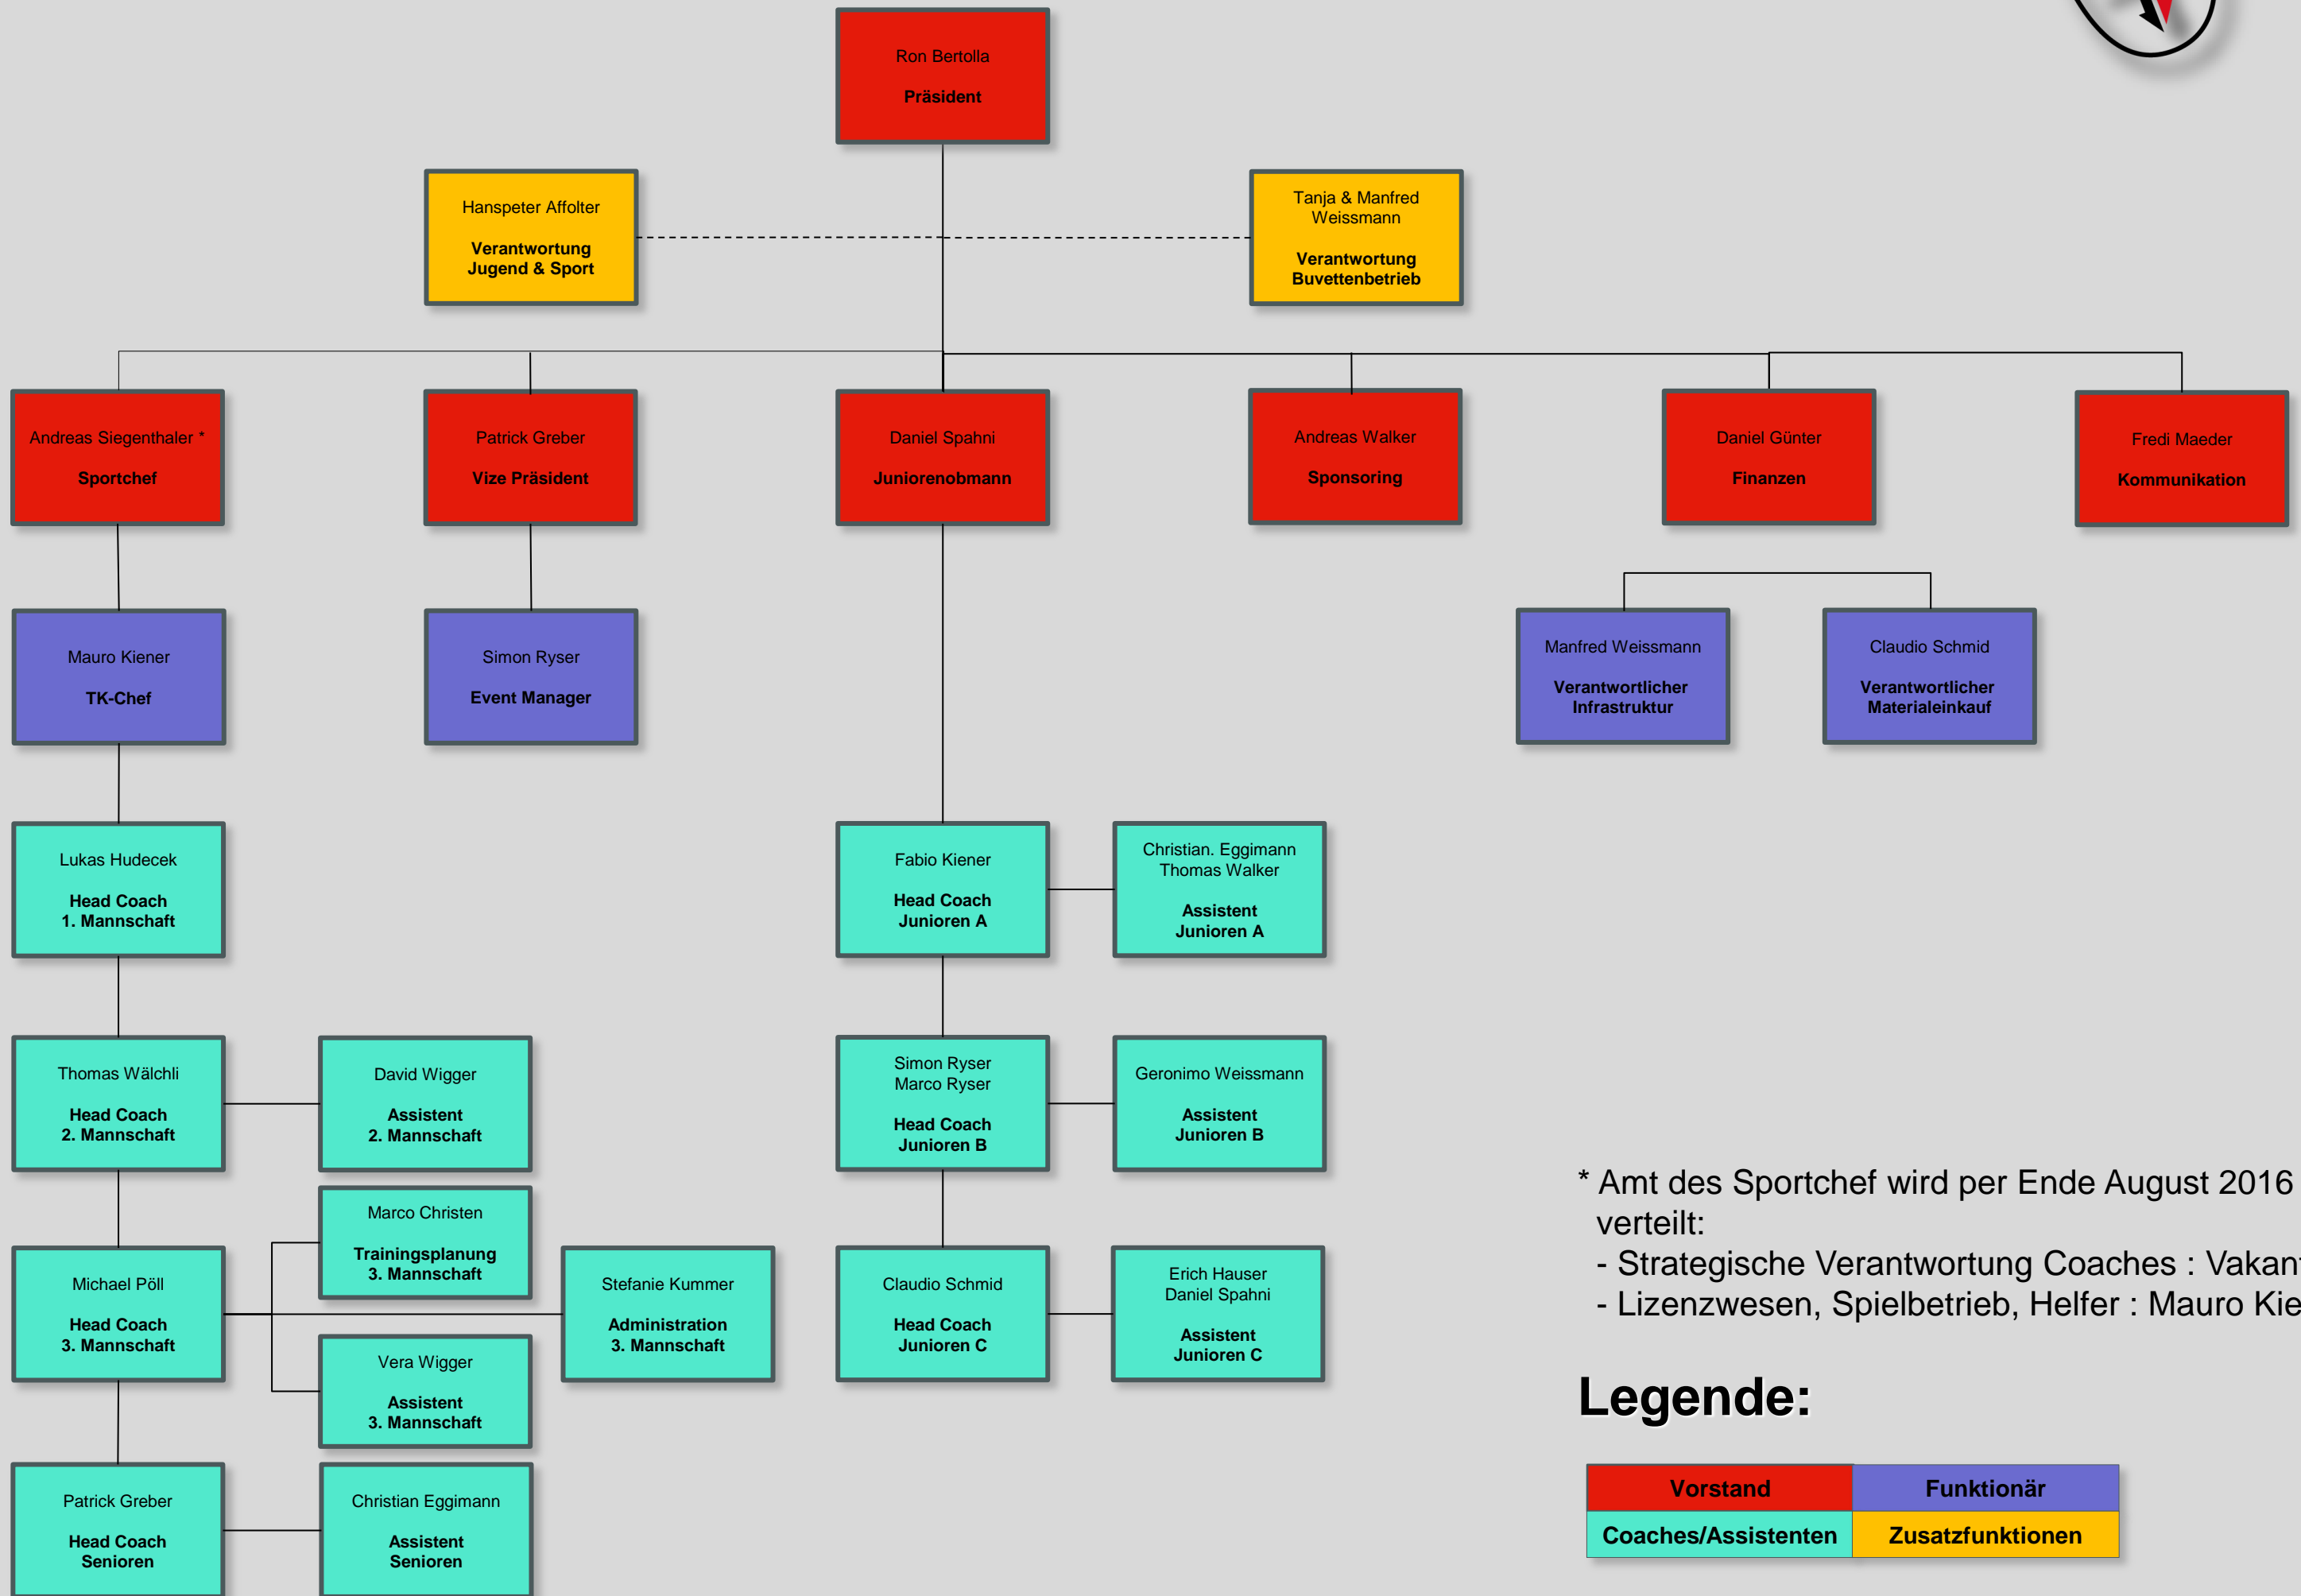 Ron Bertolla
Präsident
Hanspeter Affolter
Verantwortung
Jugend & Sport
Tanja & Manfred
Weissmann
Verantwortung
Buvettenbetrieb
Andreas Siegenthaler *
Sportchef
Patrick Greber
Vize Präsident
Daniel Spahni
Juniorenobmann
Andreas Walker
Sponsoring
Daniel Günter
Finanzen
Fredi Maeder
Kommunikation
Mauro Kiener
TK-Chef
Simon Ryser
Event Manager
Manfred Weissmann
Verantwortlicher
Infrastruktur
Claudio Schmid
Verantwortlicher
Materialeinkauf
Lukas Hudecek
Head Coach
1. Mannschaft
Fabio Kiener
Head Coach
Junioren A
Christian. Eggimann
Thomas Walker
Assistent
Junioren A
Thomas Wälchli
Head Coach
2. Mannschaft
David Wigger
Assistent
2. Mannschaft
Simon Ryser
Marco Ryser
Head Coach
Junioren B
Geronimo Weissmann
Assistent
Junioren B
Michael Pöll
Head Coach
3. Mannschaft
Marco Christen
Trainingsplanung
3. Mannschaft
Vera Wigger
Assistent
3. Mannschaft
Stefanie Kummer
Administration
3. Mannschaft
Claudio Schmid
Head Coach
Junioren C
Erich Hauser
Daniel Spahni
Assistent
Junioren C
Patrick Greber
Head Coach
Senioren
Christian Eggimann
Assistent
Senioren
* Amt des Sportchef wird per Ende August 2016
verteilt:
- Strategische Verantwortung Coaches : Vakan
- Lizenzwesen, Spielbetrieb, Helfer : Mauro Kie
Legende:
Vorstand
Funktionär
Coaches/Assistenten
Zusatzfunktionen